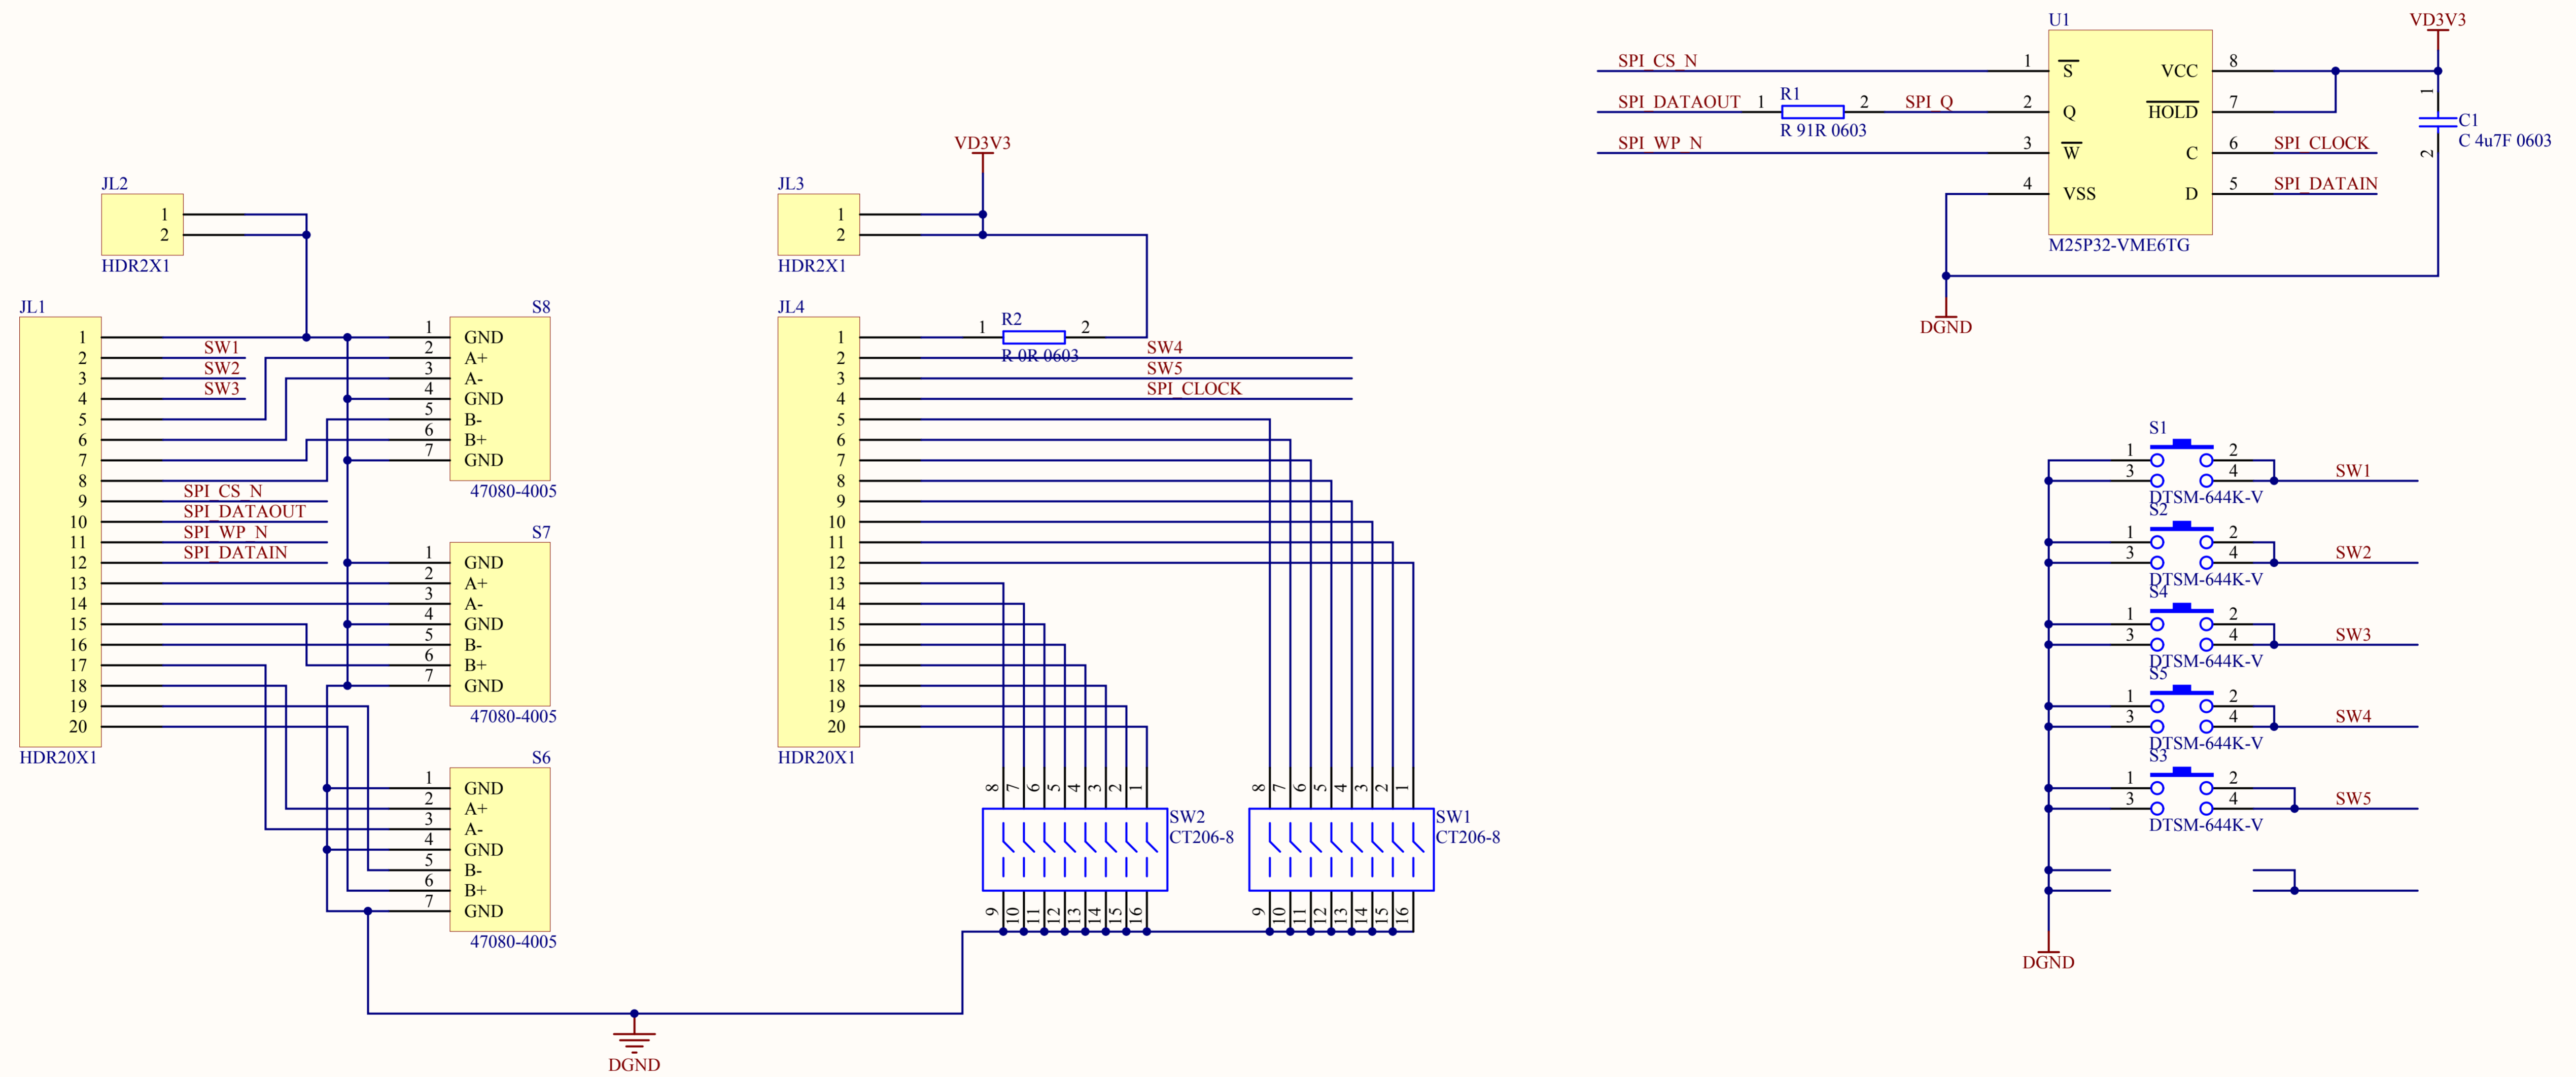 JL2
1
2
HDR2X1
JL1
1
2
3
4
5
6
7
8
9
10
11
12
13
14
15
16
17
18
19
20
HDR20X1
SW1
SW2
SW3
SPI_CS_N
SPI_DATAOUT
SPI_WP_N
SPI_DATAIN
S8
1 GND
2 A+
3 A-
4 GND
5 B-
6 B+
7 GND
47080-4005
S7
1 GND
2 A+
3 A-
4 GND
5 B-
6 B+
7 GND
47080-4005
S6
1 GND
2 A+
3 A-
4 GND
5 B-
6 B+
7 GND
47080-4005
DGND
VD3V3
JL3
1
2
HDR2X1
JL4
1
2
3
4
5
6
7
8
9
10
11
12
13
14
15
16
17
18
19
20
HDR20X1
1 R2 2
R 0R 0603
SW4
SW5
SPI_CLOCK
8 7 6 5 4 3 2 1
SW2
CT206-8
9 10 11 12 13 14 15 16
8 7 6 5 4 3 2 1
SW1
CT206-8
9 10 11 12 13 14 15 16
U1
VD3V3
SPI_CS_N 1 S VCC 8
SPI_DATAOUT 1 R1 2 SPI_Q 2 Q HOLD 7
R 91R 0603
SPI_WP_N 3 W C 6 SPI_CLOCK
4 VSS D 5 SPI_DATAIN
M25P32-VME6TG
1
C1
C 4u7F 0603
2
DGND
S1
1 2
3 4 SW1
DTSM-644K-V
S2
1 2
3 4 SW2
DTSM-644K-V
S4
1 2
3 4 SW3
DTSM-644K-V
S5
1 2
3 4 SW4
DTSM-644K-V
S3
1 2
3 4 SW5
DTSM-644K-V
DGND